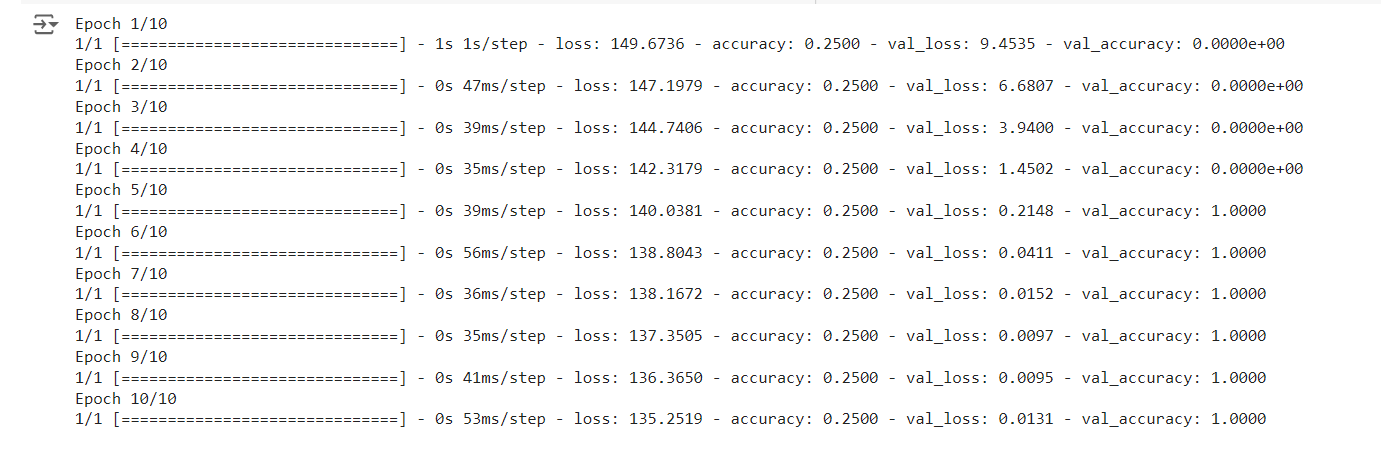 Epoch 1/10
1/1 [==============================] - 1s 1s/step - loss: 149.6736 - accuracy: 0.2500 - val_loss: 9.4535 - val_accuracy: 0.0000e+00
Epoch 2/10
1/1 [==============================] - 0s 47ms/step - loss: 147.1979 - accuracy: 0.2500 - val_loss: 6.6807 - val_accuracy: 0.0000e+00
Epoch 3/10
1/1 [==============================] - 0s 39ms/step - loss: 144.7406 - accuracy: 0.2500 - val_loss: 3.9400 - val_accuracy: 0.0000e+00
Epoch 4/10
1/1 [==============================] - 0s 35ms/step - loss: 142.3179 - accuracy: 0.2500 - val_loss: 1.4502 - val_accuracy: 0.0000e+00
Epoch 5/10
1/1 [==============================] - 0s 39ms/step - loss: 140.0381 - accuracy: 0.2500 - val_loss: 0.2148 - val_accuracy: 1.0000
Epoch 6/10
1/1 [==============================] - 0s 56ms/step - loss: 138.8043 - accuracy: 0.2500 - val_loss: 0.0411 - val_accuracy: 1.0000
Epoch 7/10
1/1 [==============================] - 0s 36ms/step - loss: 138.1672 - accuracy: 0.2500 - val_loss: 0.0152 - val_accuracy: 1.0000
Epoch 8/10
1/1 [==============================] - 0s 35ms/step - loss: 137.3505 - accuracy: 0.2500 - val_loss: 0.0097 - val_accuracy: 1.0000
Epoch 9/10
1/1 [==============================] - 0s 41ms/step - loss: 136.3650 - accuracy: 0.2500 - val_loss: 0.0095 - val_accuracy: 1.0000
Epoch 10/10
1/1 [==============================] - 0s 53ms/step - loss: 135.2519 - accuracy: 0.2500 - val_loss: 0.0131 - val_accuracy: 1.0000